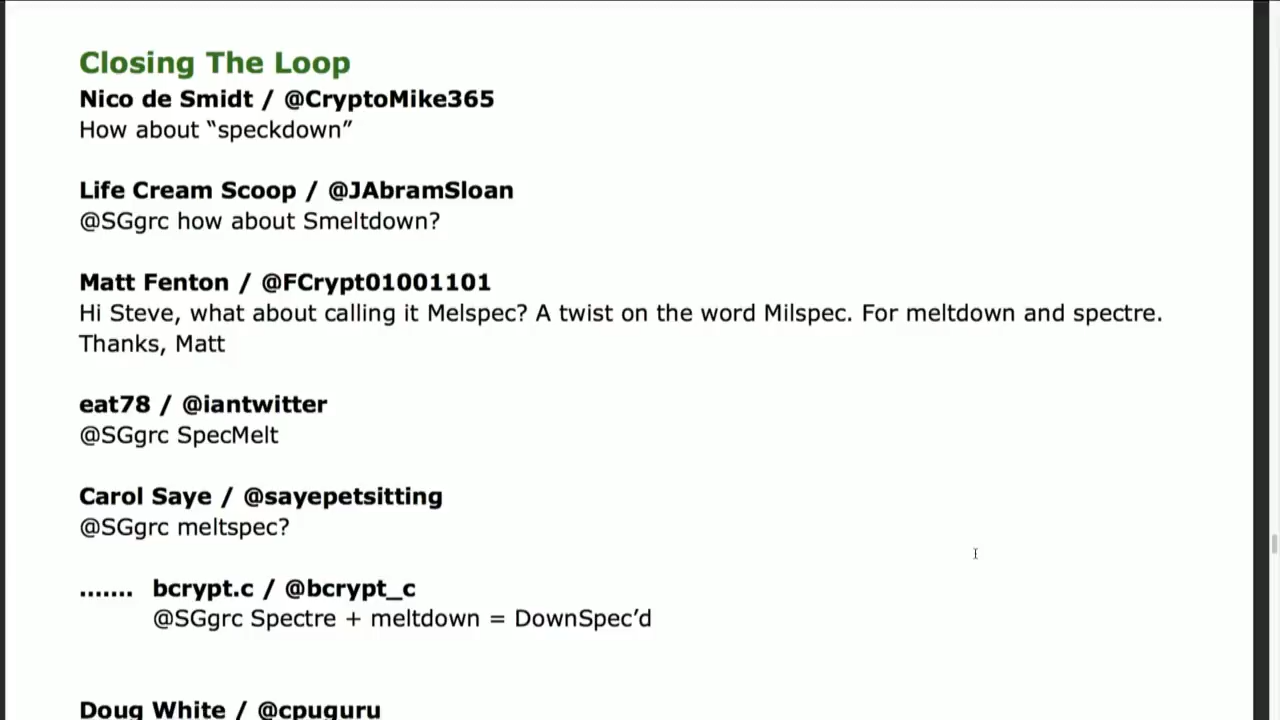 Closing The Loop
Nico de Smidt / @CryptoMike365
How about “speckdown”
Life Cream Scoop / @JAbramSloan
@SGgrc how about Smeltdown?
Matt Fenton / @FCrypt01001101
Hi Steve, what about calling it Melspec? A twist on the word Milspec. For meltdown and spectre.
Thanks, Matt
eat78 / @iantwitter
@SGgrc SpecMelt
Carol Saye / @sayepetsitting
@SGgrc meltspec?
....... bcrypt.c / @bcrypt_c
@SGgrc Spectre + meltdown = DownSpec’d
Doug White / @cpuguru